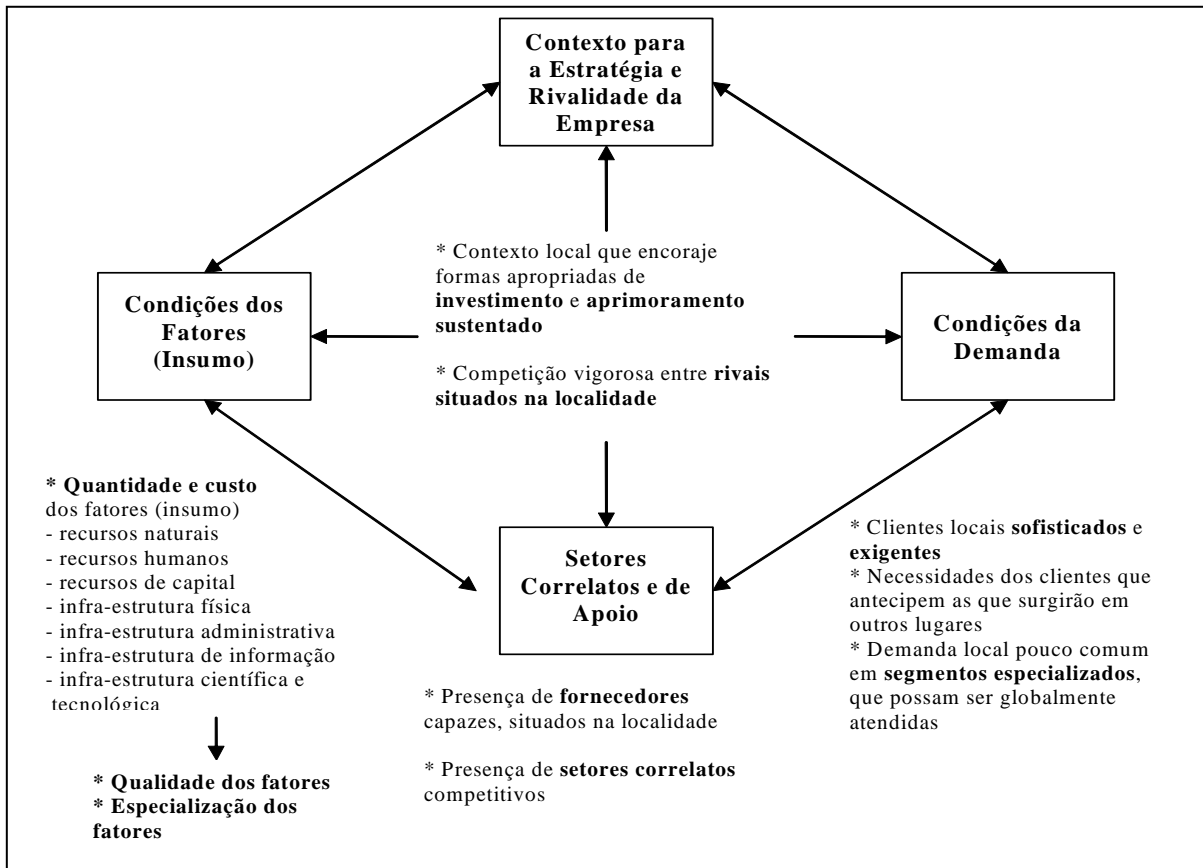 Contexto para
a Estratégia e
Rivalidade da
Empresa
* Contexto local que encoraje
formas apropriadas de
investimento e aprimoramento
sustentado
* Competição vigorosa entre rivais
situados na localidade
Condições dos
Fatores
(Insumo)
Condições da
Demanda
* Quantidade e custo
dos fatores (insumo)
- recursos naturais
- recursos humanos
- recursos de capital
- infra-estrutura física
- infra-estrutura administrativa
- infra-estrutura de informação
- infra-estrutura científica e
tecnológica
* Qualidade dos fatores
* Especialização dos
fatores
Setores
Correlatos e de
Apoio
* Presença de fornecedores
capazes, situados na localidade
* Presença de setores correlatos
competitivos
* Clientes locais sofisticados e
exigentes
* Necessidades dos clientes que
antecipem as que surgirão em
outros lugares
* Demanda local pouco comum
em segmentos especializados,
que possam ser globalmente
atendidas